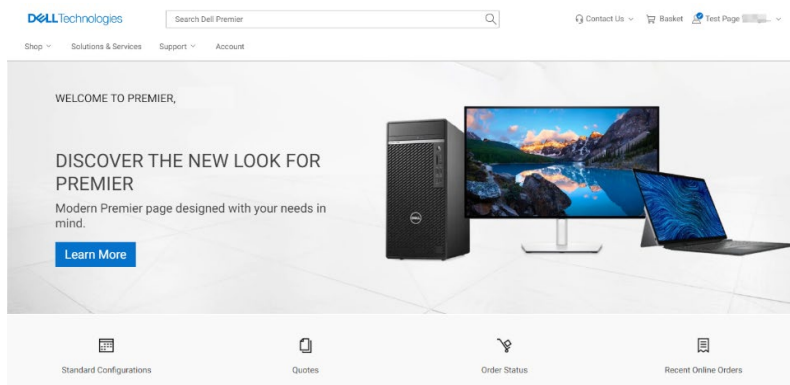 DELLTechnologies
Search Dell Premier
Contact Us
Basket
Test Page
Shop
Solutions & Services
Support
Account
WELCOME TO PREMIER,
DISCOVER THE NEW LOOK FOR
PREMIER
Modern Premier page designed with your needs in
mind.
Learn More
DELL
Standard Configurations
Quotes
Order Status
Recent Online Orders